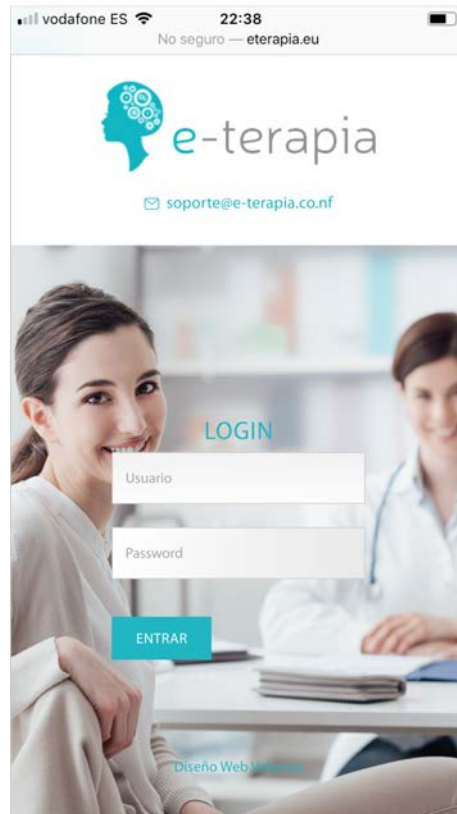 vodafone ES 22:38
No seguro — eterapia.eu
e-terapia
soporte@e-terapia.co.nf
LOGIN
Usuario
Password
ENTRAR
Diseño Web